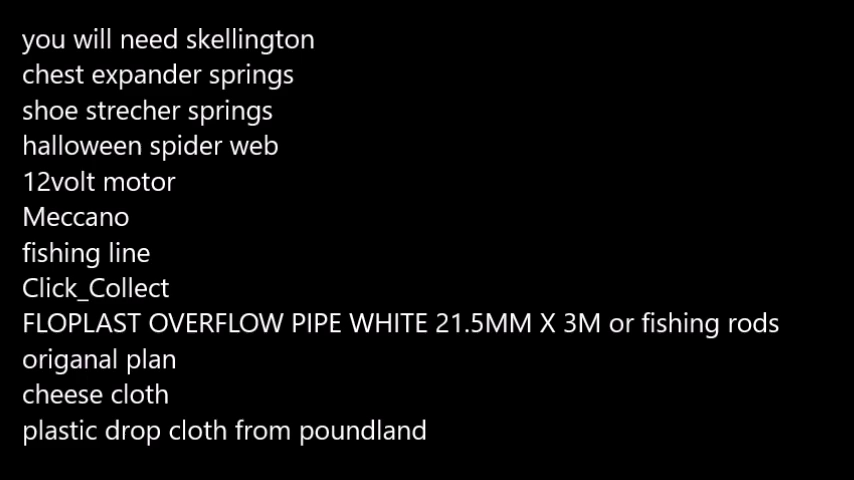 you will need skellington
chest expander springs
shoe strecher springs
halloween spider web
12volt motor
Meccano
fishing line
Click_Collect
FLOPLAST OVERFLOW PIPE WHITE 21.5MM X 3M or fishing rods
origanal plan
cheese cloth
plastic drop cloth from poundland